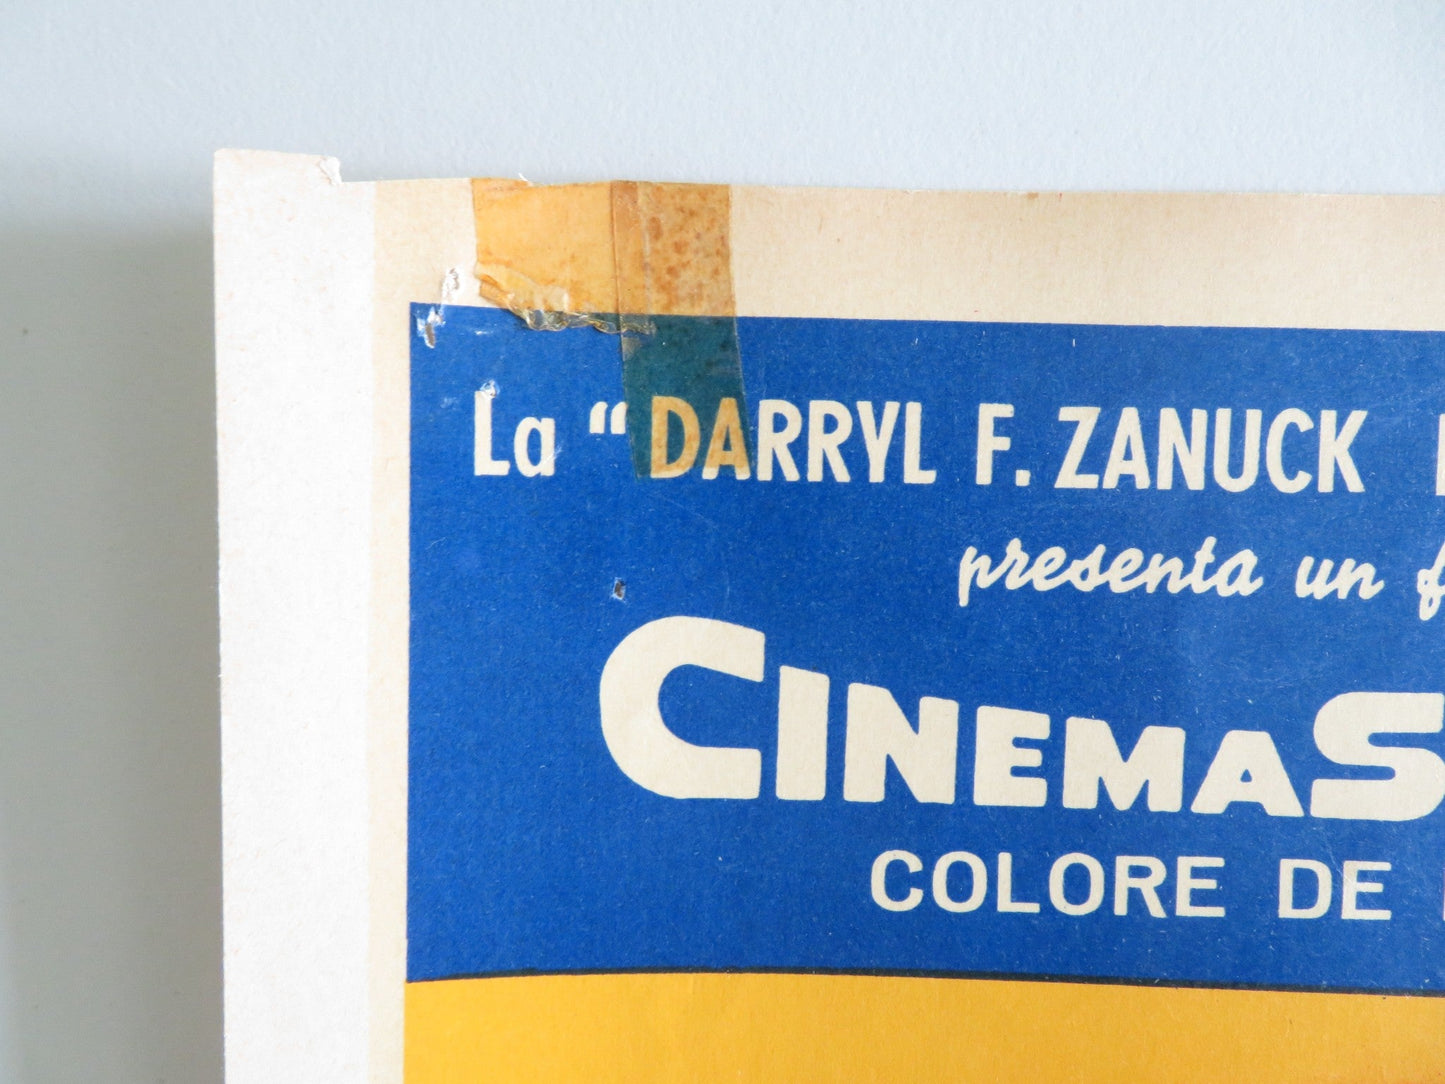 La “DARRYL F. ZANUCK
presenta un
CINEMAS
COLORE DE